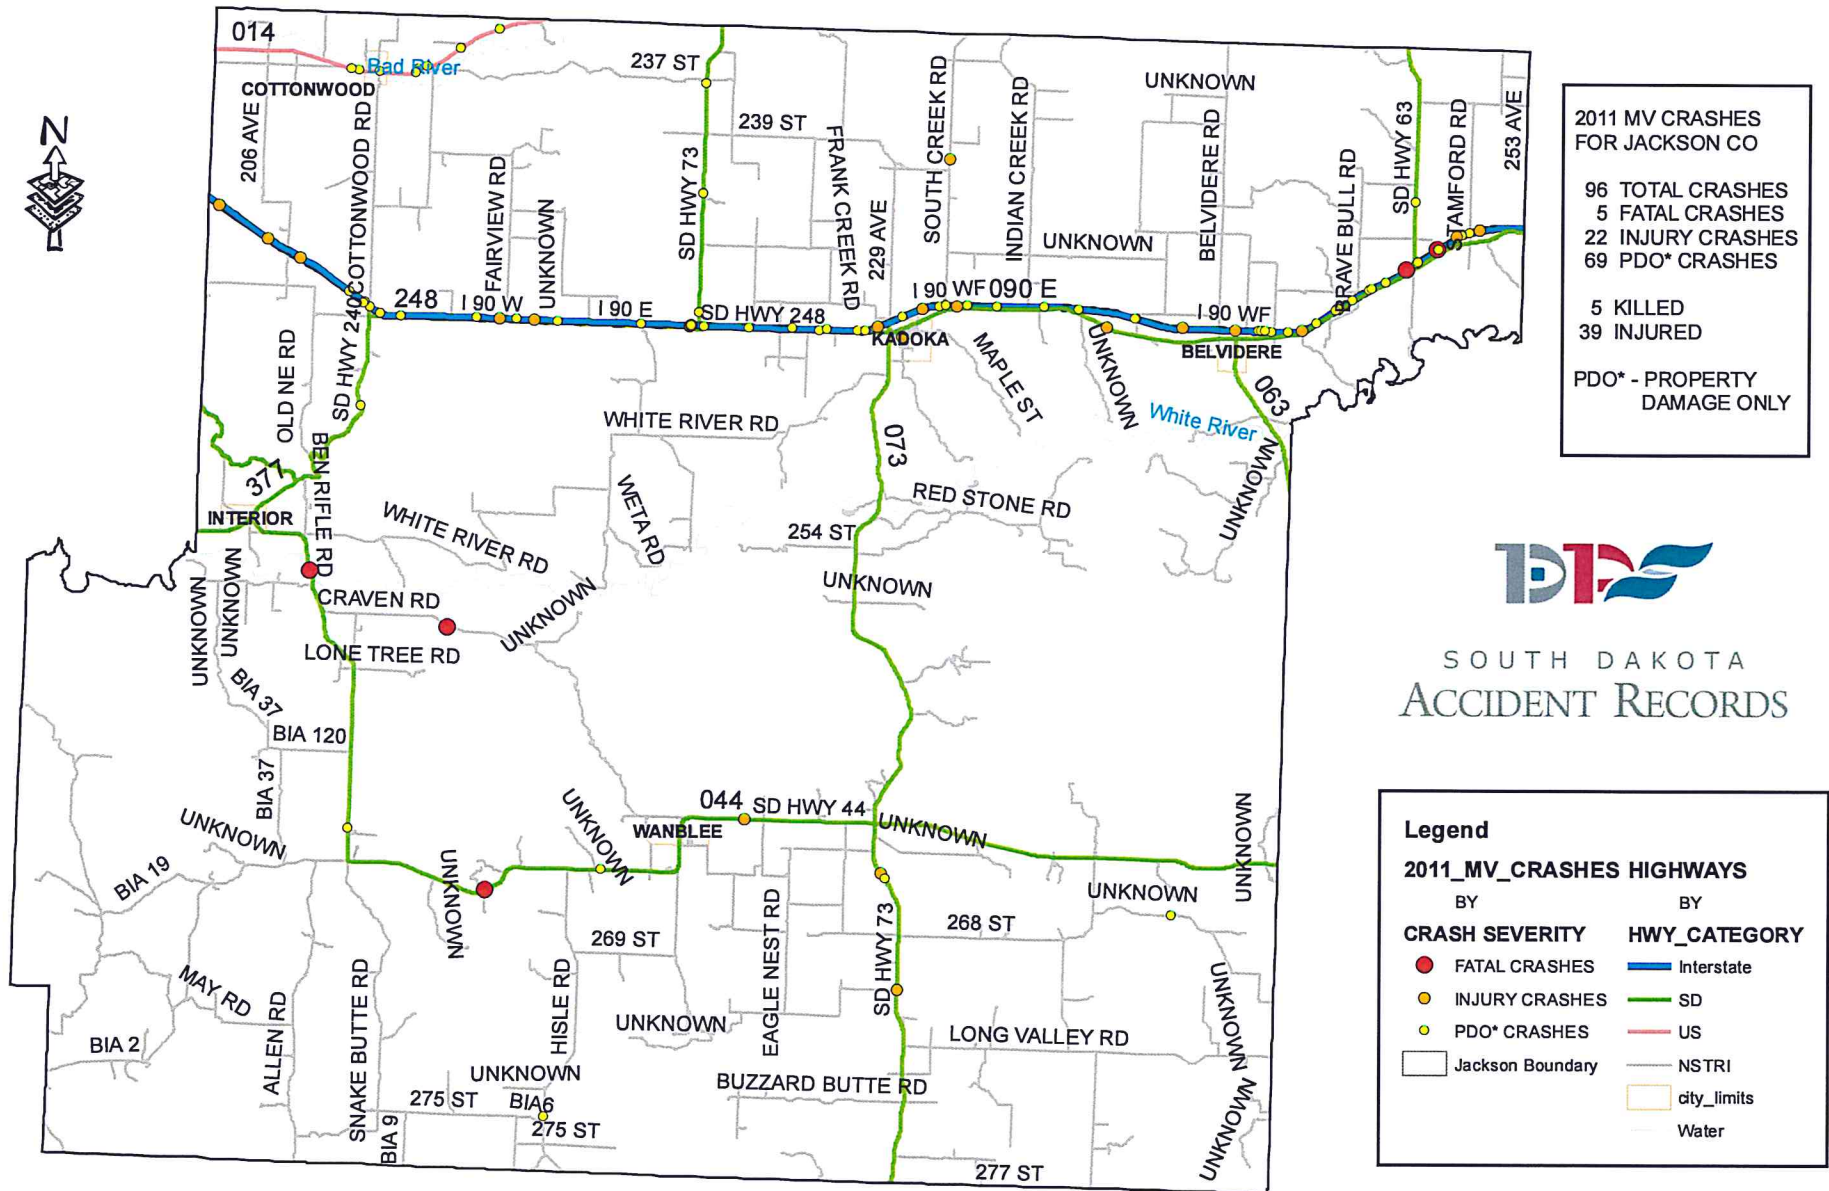 014
Bad River
COTTONWOOD
237 ST
206 AVE
COTTONWOOD RD
FAIRVIEW RD
UNKNOWN
SD HWY 73
239 ST
FRANK CREEK RD
229 AVE
SOUTH CREEK RD
INDIAN CREEK RD
UNKNOWN
UNKNOWN
BELVIDERE RD
BRAVE BULL RD
SD HWY 63
STAMFORD RD
253 AVE
N
248
I 90 W
I 90 E
SD HWY 248
I 90 WF
090 E
I 90 WF
KADOKA
BELVIDERE
OLD NE RD
SD HWY 240
BEN RIFLE RD
377
INTERIOR
WHITE RIVER RD
MAPLE ST
UNKNOWN
White River
063
UNKNOWN
073
WETA RD
WHITE RIVER RD
RED STONE RD
254 ST
UNKNOWN
UNKNOWN
UNKNOWN
CRAVEN RD
UNKNOWN
LONE TREE RD
BIA 37
BIA 120
BIA 37
UNKNOWN
BIA 19
UNKNOWN
UNKNOWN
WANBLEE
044
SD HWY 44
UNKNOWN
UNKNOWN
UNKNOWN
268 ST
269 ST
EAGLE NEST RD
SD HWY 73
MAY RD
BIA 2
ALLEN RD
SNAKE BUTTE RD
HISLE RD
UNKNOWN
UNKNOWN
LONG VALLEY RD
UNKNOWN
BUZZARD BUTTE RD
275 ST
BIA6
275 ST
BIA 9
277 ST
UNKNOWN
2011 MV CRASHES
FOR JACKSON CO
96 TOTAL CRASHES
5 FATAL CRASHES
22 INJURY CRASHES
69 PDO* CRASHES
5 KILLED
39 INJURED
PDO* - PROPERTY
DAMAGE ONLY
DPS
SOUTH DAKOTA
ACCIDENT RECORDS
Legend
2011_MV_CRASHES HIGHWAYS
BY BY
CRASH SEVERITY HWY_CATEGORY
FATAL CRASHES Interstate
INJURY CRASHES SD
PDO* CRASHES US
Jackson Boundary NSTRI
city_limits
Water